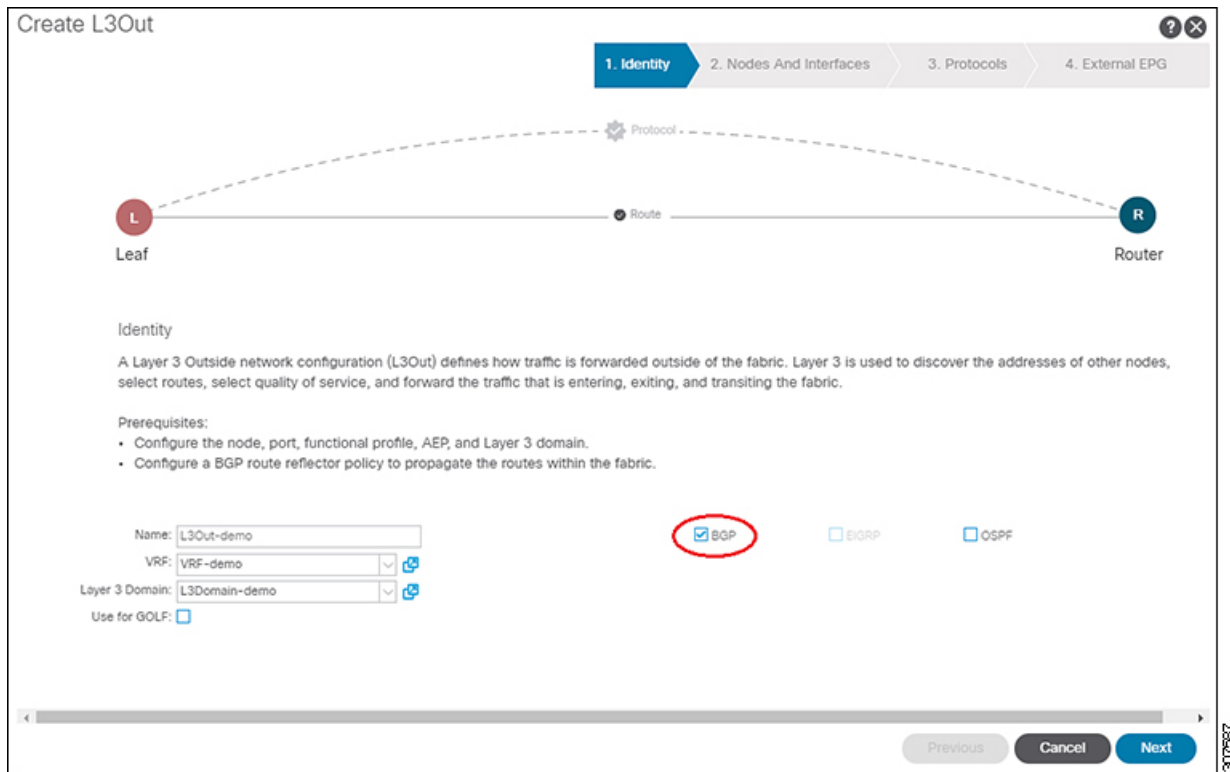 Create L3Out
1. Identity
2. Nodes And Interfaces
3. Protocols
4. External EPG
Protocol
L
Route
R
Leaf
Router
Identity
A Layer 3 Outside network configuration (L3Out) defines how traffic is forwarded outside of the fabric. Layer 3 is used to discover the addresses of other nodes,
select routes, select quality of service, and forward the traffic that is entering, exiting, and transiting the fabric.
Prerequisites:
• Configure the node, port, functional profile, AEP, and Layer 3 domain.
• Configure a BGP route reflector policy to propagate the routes within the fabric.
Name: L3Out-demo
BGP
EIGRP
OSPF
VRF: VRF-demo
Layer 3 Domain: L3Domain-demo
Use for GOLF:
Previous
Cancel
Next